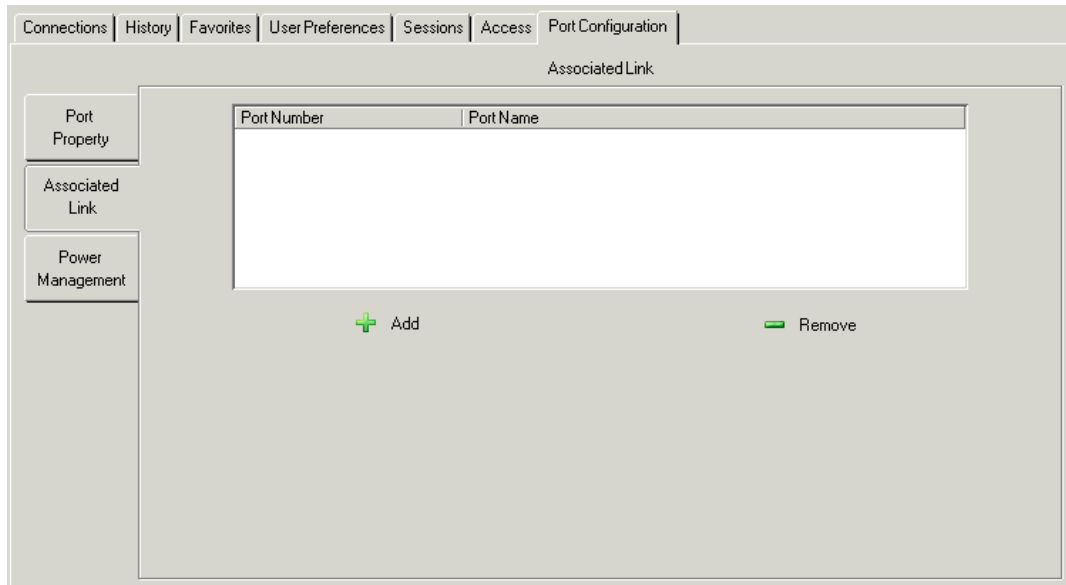 Connections History Favorites User Preferences Sessions Access Port Configuration
Associated Link
Port
Property
Associated
Link
Power
Management
Port Number Port Name
Add Remove